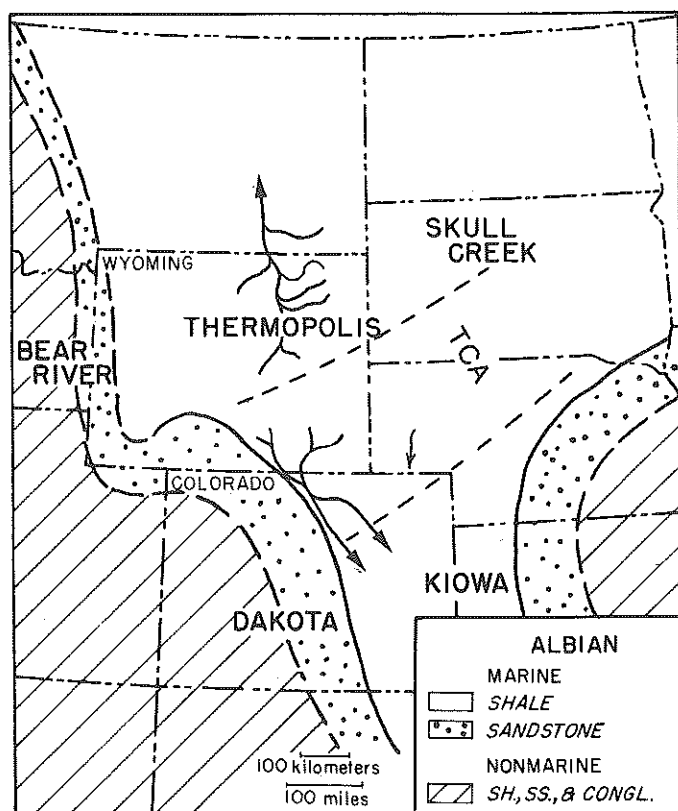 SKULL
CREEK
WYOMING
THERMOPOLIS
TCA
BEAR
RIVER
COLORADO
KIOWA
DAKOTA
ALBIAN
MARINE
SHALE
SANDSTONE
NONMARINE
SH., SS., & CONGL.
100 kilometers
100 miles